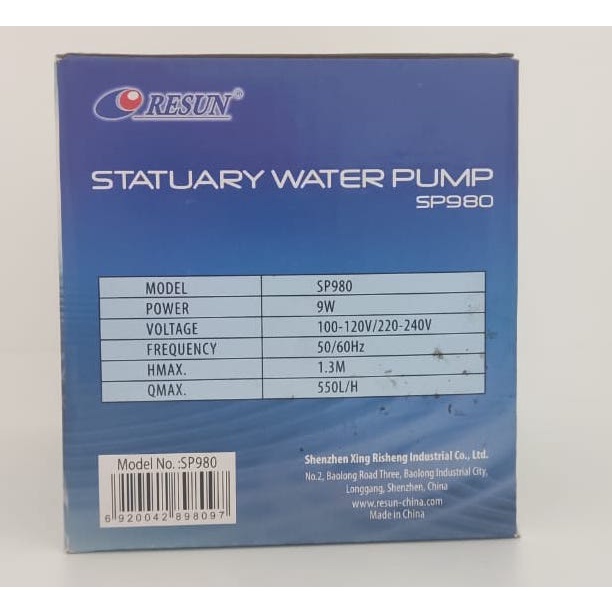 RESUN®
STATUARY WATER PUMP
SP980
MODEL SP980
POWER 9W
VOLTAGE 100-120V/220-240V
FREQUENCY 50/60Hz
HMAX. 1.3M
QMAX. 550L/H
Model No.:SP980
6 920042 898097
Shenzhen Xing Risheng Industrial Co., Ltd.
No.2, Baolong Road Three, Baolong Industrial City,
Longgang, Shenzhen, China
www.resun-china.com
Made in China